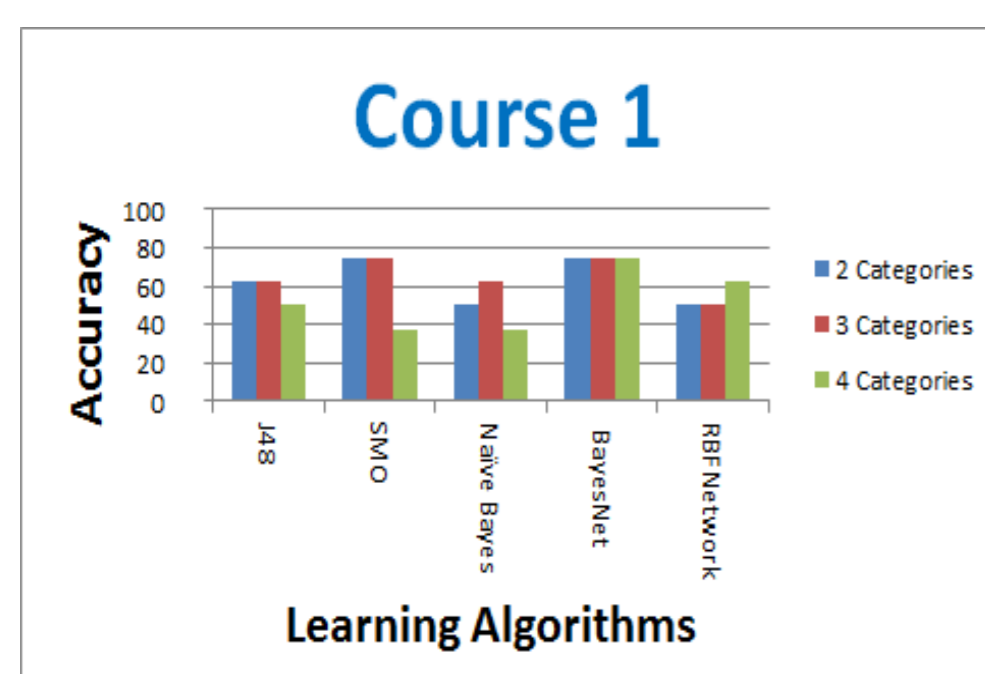 Course 1
Accuracy
100
80
60
40
20
0
J48
SMO
Naïve Bayes
BayesNet
RBFNetwork
Learning Algorithms
2 Categories
3 Categories
4 Categories